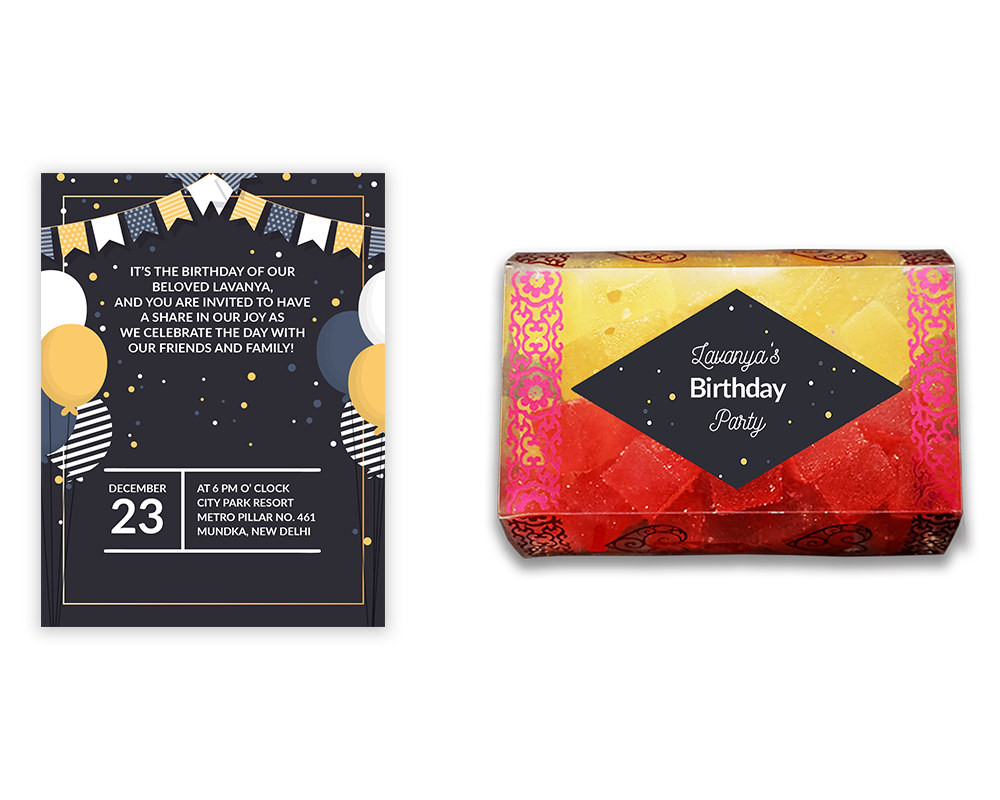 IT'S THE BIRTHDAY OF OUR
BELOVED LAVANYA,
AND YOU ARE INVITED TO HAVE
A SHARE IN OUR JOY AS
WE CELEBRATE THE DAY WITH
OUR FRIENDS AND FAMILY!
DECEMBER
23
AT 6 PM O' CLOCK
CITY PARK RESORT
METRO PILLAR NO. 461
MUNDKA, NEW DELHI
Lavanya's
Birthday
Party